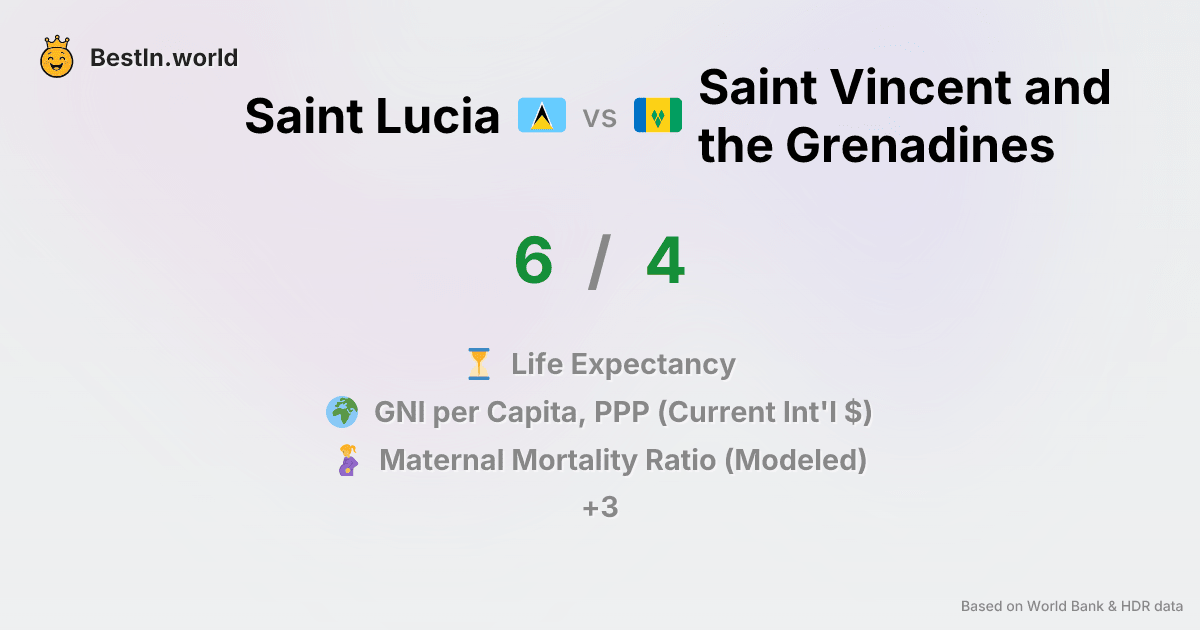 BestIn.world
Saint Lucia vs Saint Vincent and
the Grenadines
6 / 4
Life Expectancy
GNI per Capita, PPP (Current Int'l $)
Maternal Mortality Ratio (Modeled)
+3
Based on World Bank & HDR data